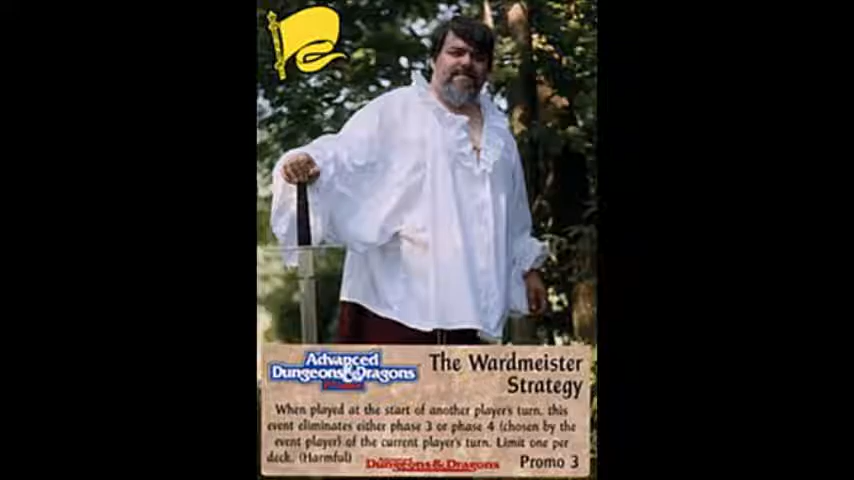 Advanced
Dungeons & Dragons
The Wardmeister
Strategy
When played at the start of another player's turn, this
event eliminates either phase 3 or phase 4 (chosen by the
event player) of the current player's turn. Limit one per
deck. (Harmful)
Dungeons & Dragons
Promo 3